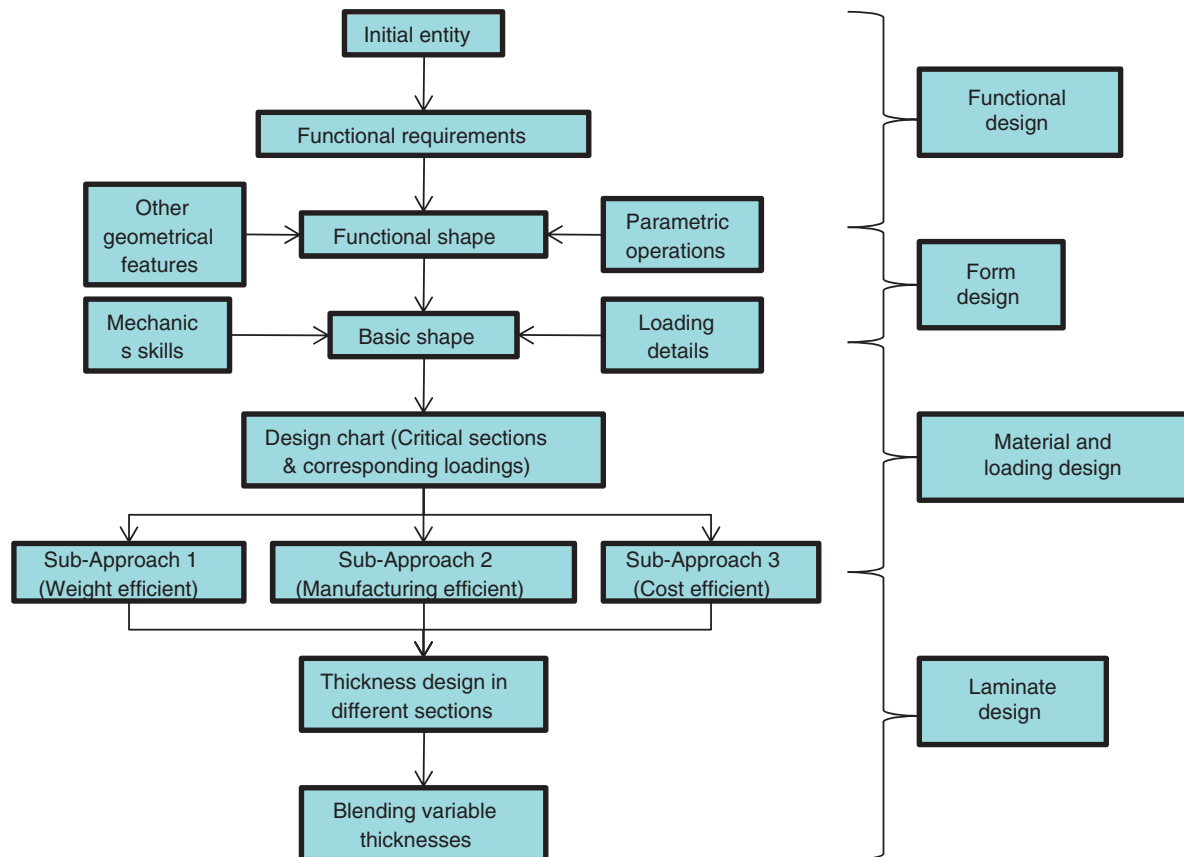 Initial entity
Functional
design
Functional requirements
Other
geometrical
features
Functional shape
Parametric
operations
Form
design
Mechanic
s skills
Basic shape
Loading
details
Design chart (Critical sections
& corresponding loadings)
Material and
loading design
Sub-Approach 1
(Weight efficient)
Sub-Approach 2
(Manufacturing efficient)
Sub-Approach 3
(Cost efficient)
Thickness design in
different sections
Laminate
design
Blending variable
thicknesses